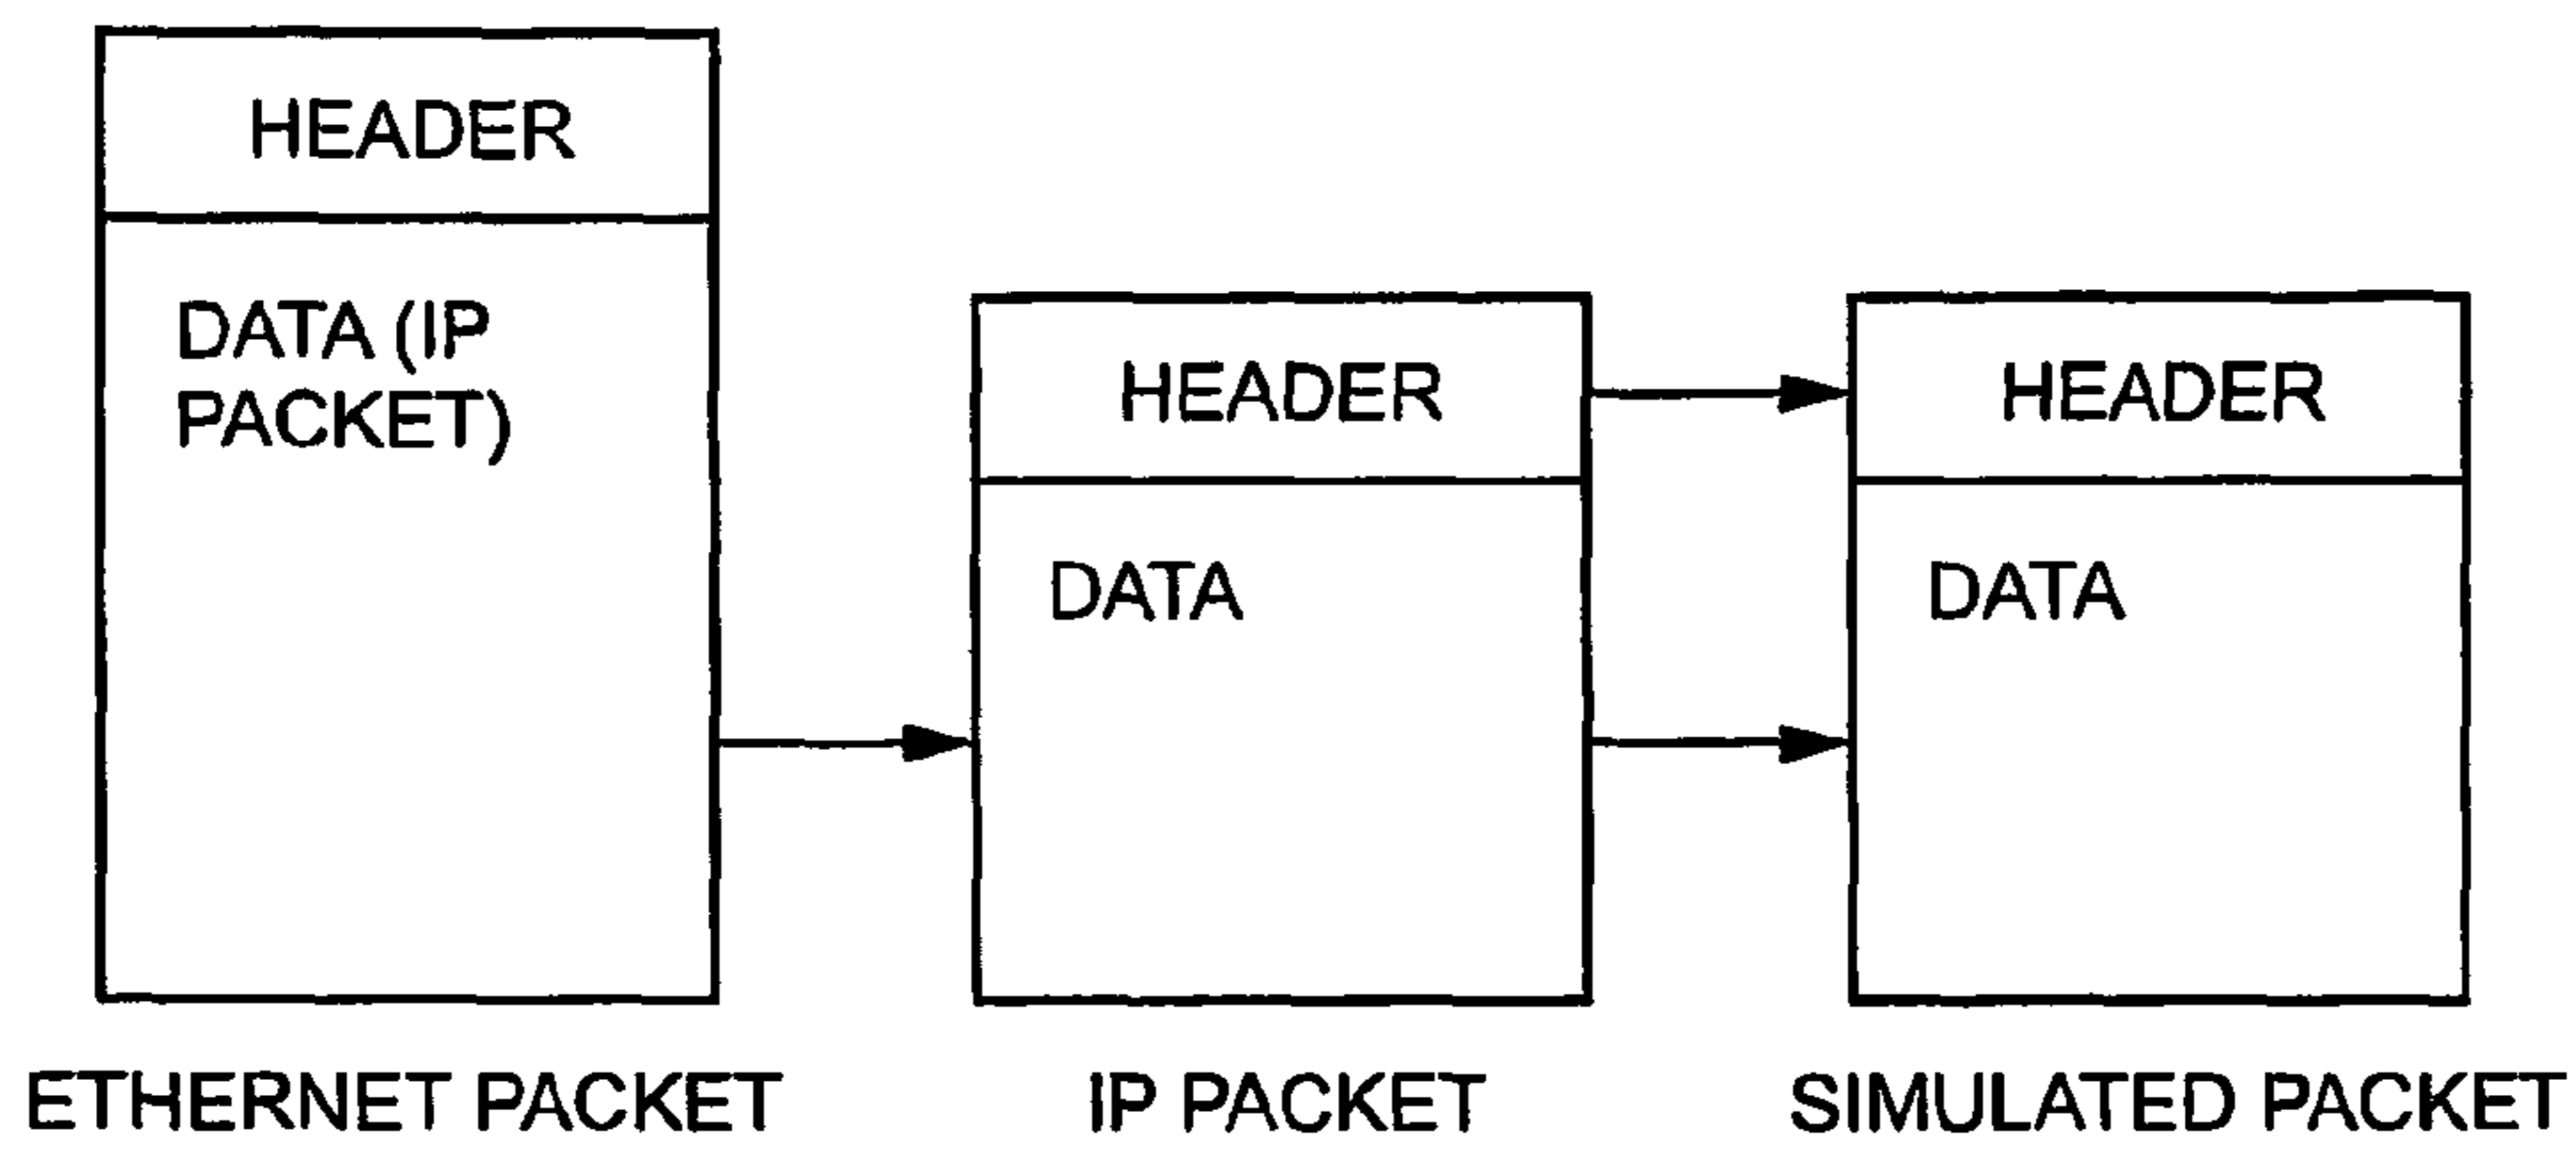 HEADER
DATA (IP
PACKET)
ETHERNET PACKET
HEADER
DATA
IP PACKET
HEADER
DATA
SIMULATED PACKET